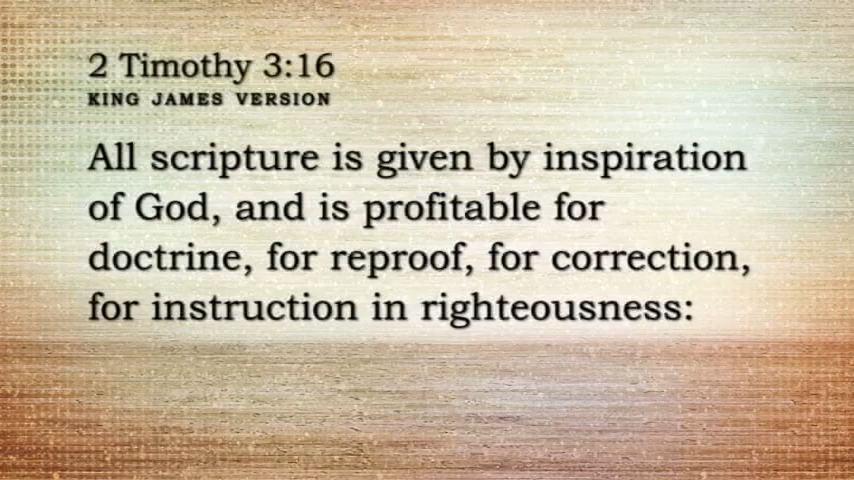 2 Timothy 3:16
KING JAMES VERSION
All scripture is given by inspiration
of God, and is profitable for
doctrine, for reproof, for correction,
for instruction in righteousness: